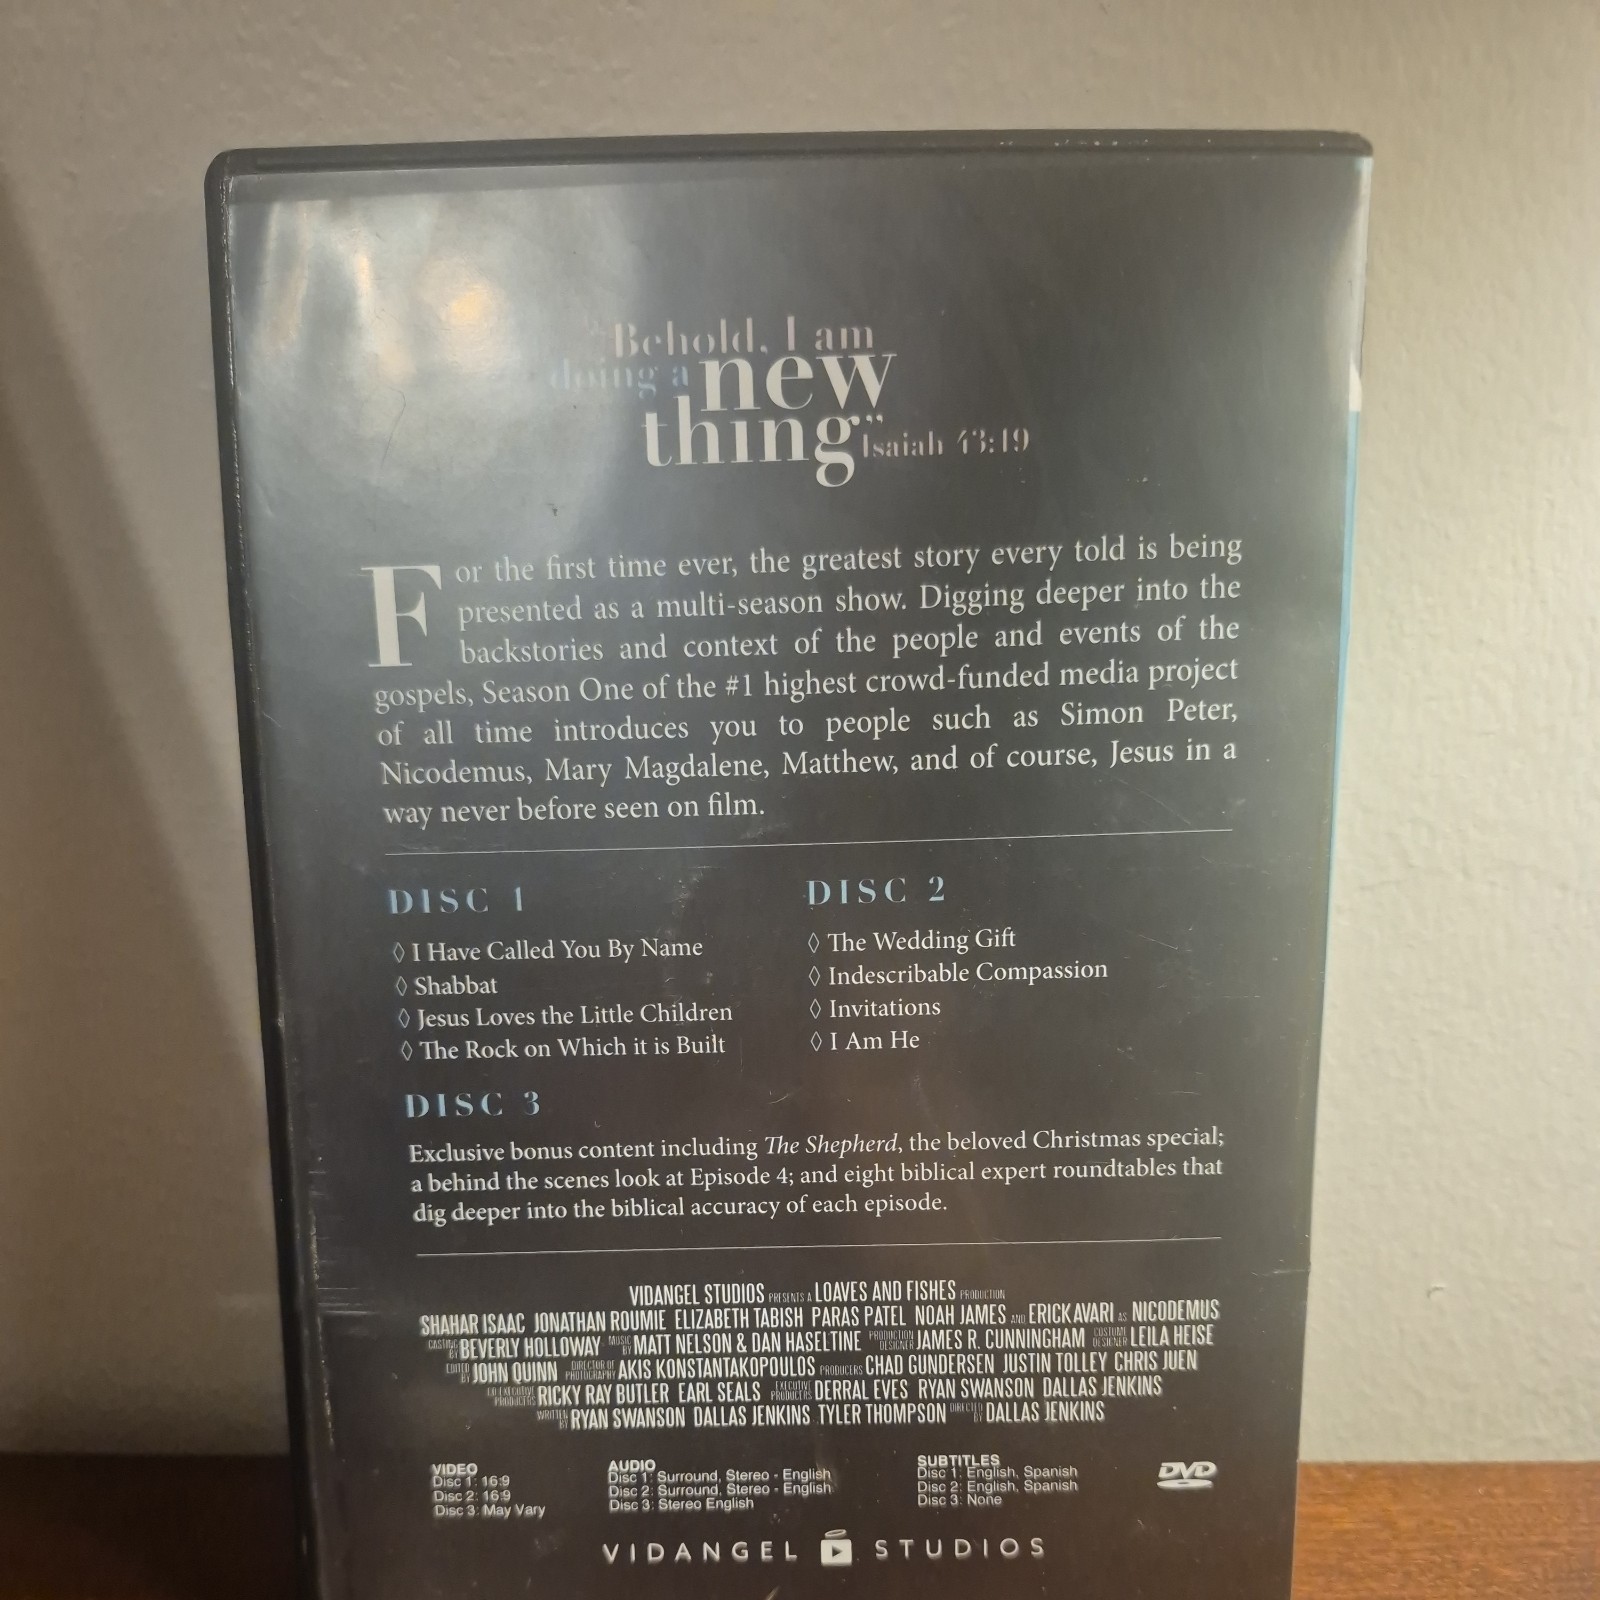 "Behold, I am
doing a new
thing" Isaiah 43:19
For the first time ever, the greatest story every told is being
presented as a multi-season show. Digging deeper into the
backstories and context of the people and events of the
gospels, Season One of the #1 highest crowd-funded media project
of all time introduces you to people such as Simon Peter,
Nicodemus, Mary Magdalene, Matthew, and of course, Jesus in a
way never before seen on film.
DISC 1
◊ I Have Called You By Name
◊ Shabbat
◊ Jesus Loves the Little Children
◊ The Rock on Which it is Built
DISC 2
◊ The Wedding Gift
◊ Indescribable Compassion
◊ Invitations
◊ I Am He
DISC 3
Exclusive bonus content including The Shepherd, the beloved Christmas special;
a behind the scenes look at Episode 4; and eight biblical expert roundtables that
dig deeper into the biblical accuracy of each episode.
VIDANGEL STUDIOS PRESENTS A LOAVES AND FISHES PRODUCTION
SHAHAR ISAAC JONATHAN ROUMIE ELIZABETH TABISH PARAS PATEL NOAH JAMES AND ERICK AVARI AS NICODEMUS
CASTING BY BEVERLY HOLLOWAY MUSIC BY MATT NELSON & DAN HASELTINE PRODUCTION DESIGNER JAMES R. CUNNINGHAM COSTUME DESIGNER LEILA HEISE
EDITED BY JOHN QUINN DIRECTOR OF PHOTOGRAPHY AKIS KONSTANTAKOPOULOS PRODUCERS CHAD GUNDERSEN JUSTIN TOLLEY CHRIS JUEN
CO EXECUTIVE PRODUCERS RICKY RAY BUTLER EARL SEALS EXECUTIVE PRODUCERS DERRAL EVES RYAN SWANSON DALLAS JENKINS
WRITTEN BY RYAN SWANSON DALLAS JENKINS TYLER THOMPSON DIRECTED BY DALLAS JENKINS
VIDEO
Disc 1: 16:9
Disc 2: 16:9
Disc 3: May Vary
AUDIO
Disc 1: Surround, Stereo - English
Disc 2: Surround, Stereo - English
Disc 3: Stereo English
SUBTITLES
Disc 1: English, Spanish
Disc 2: English, Spanish
Disc 3: None
DVD
VIDANGEL STUDIOS